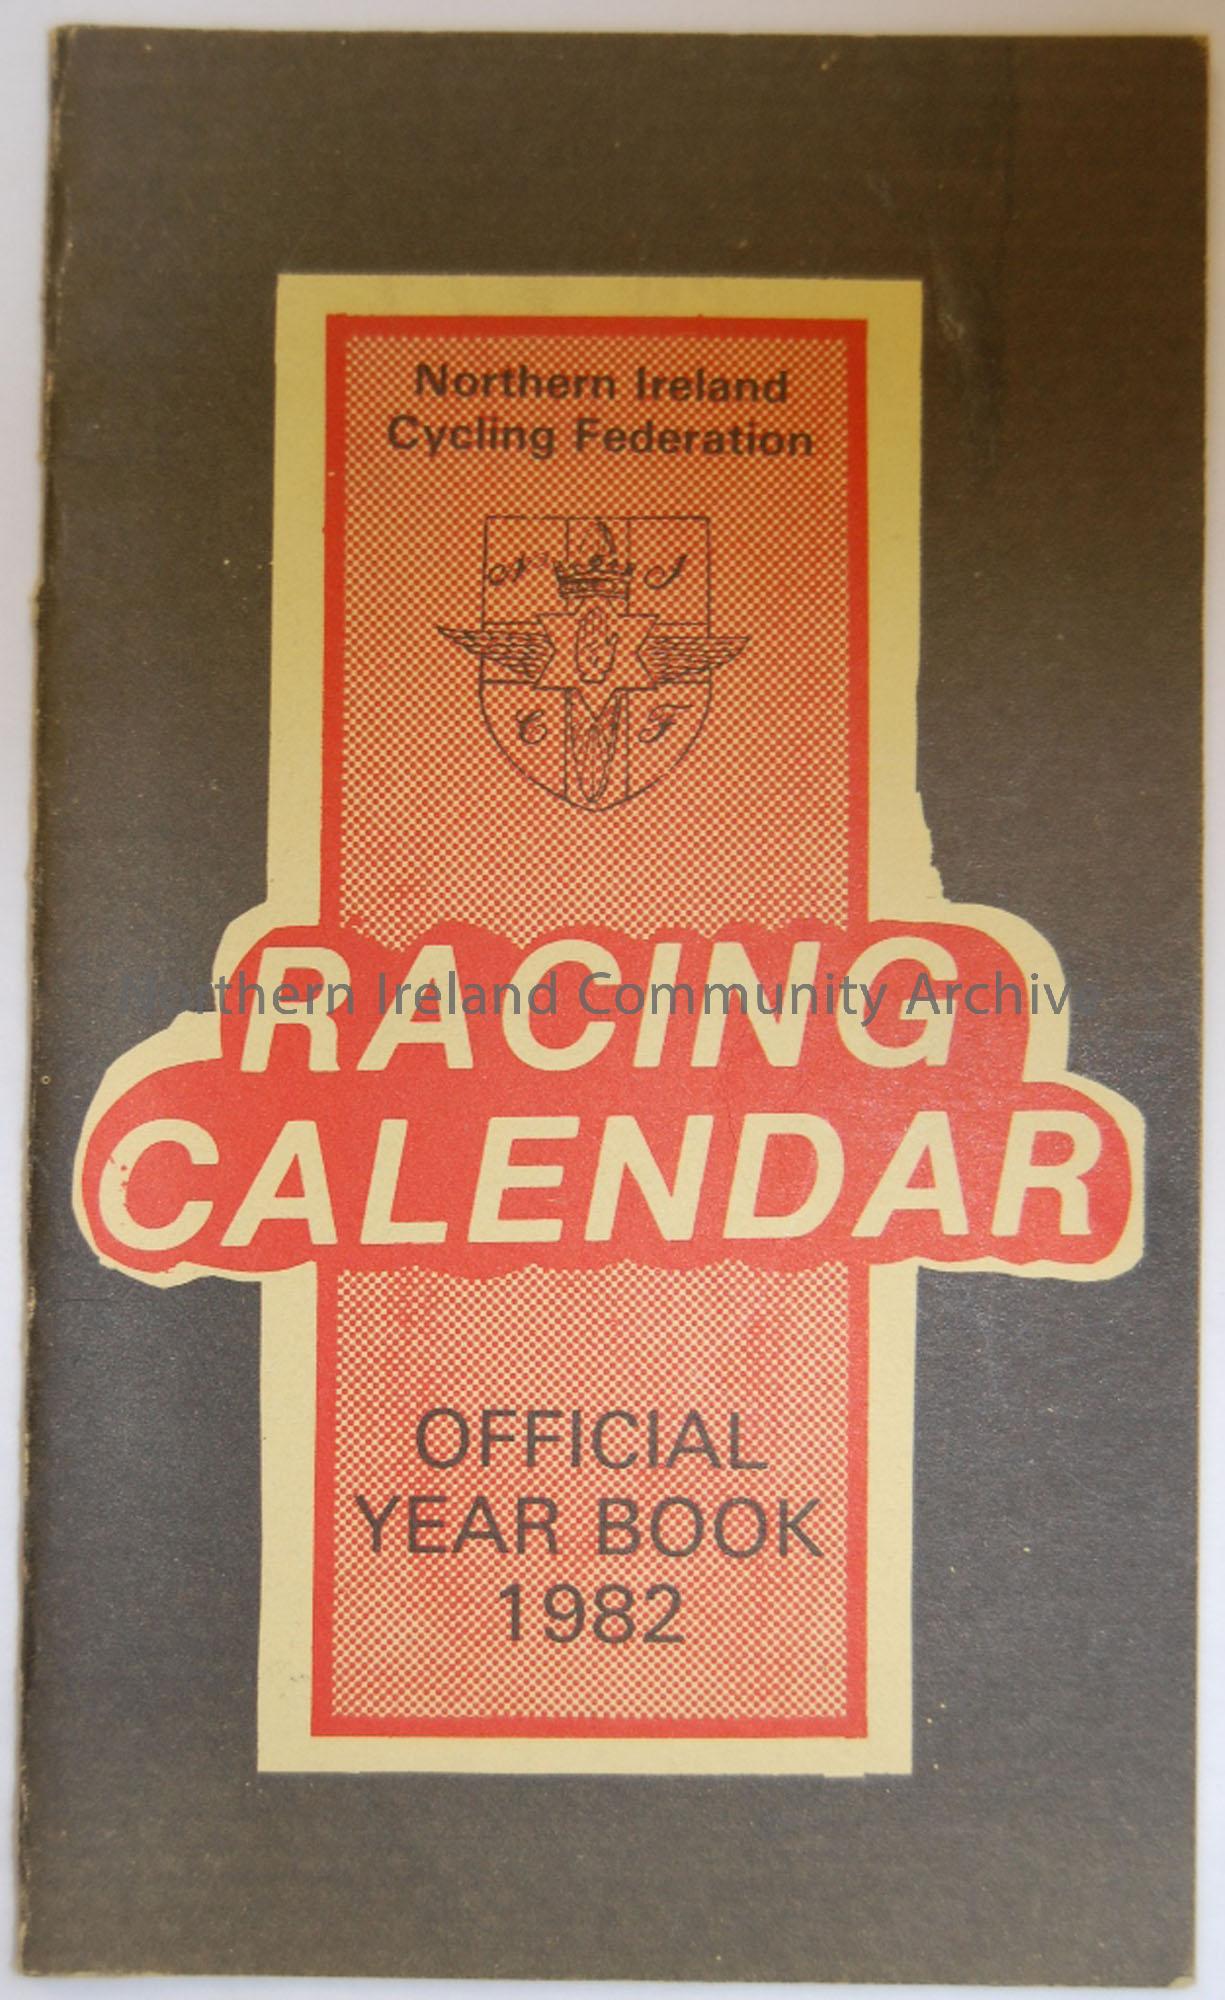 Northern Ireland
Cycling Federation
N I
C F
RACING
Northern Ireland Community Archive
CALENDAR
OFFICIAL
YEAR BOOK
1982